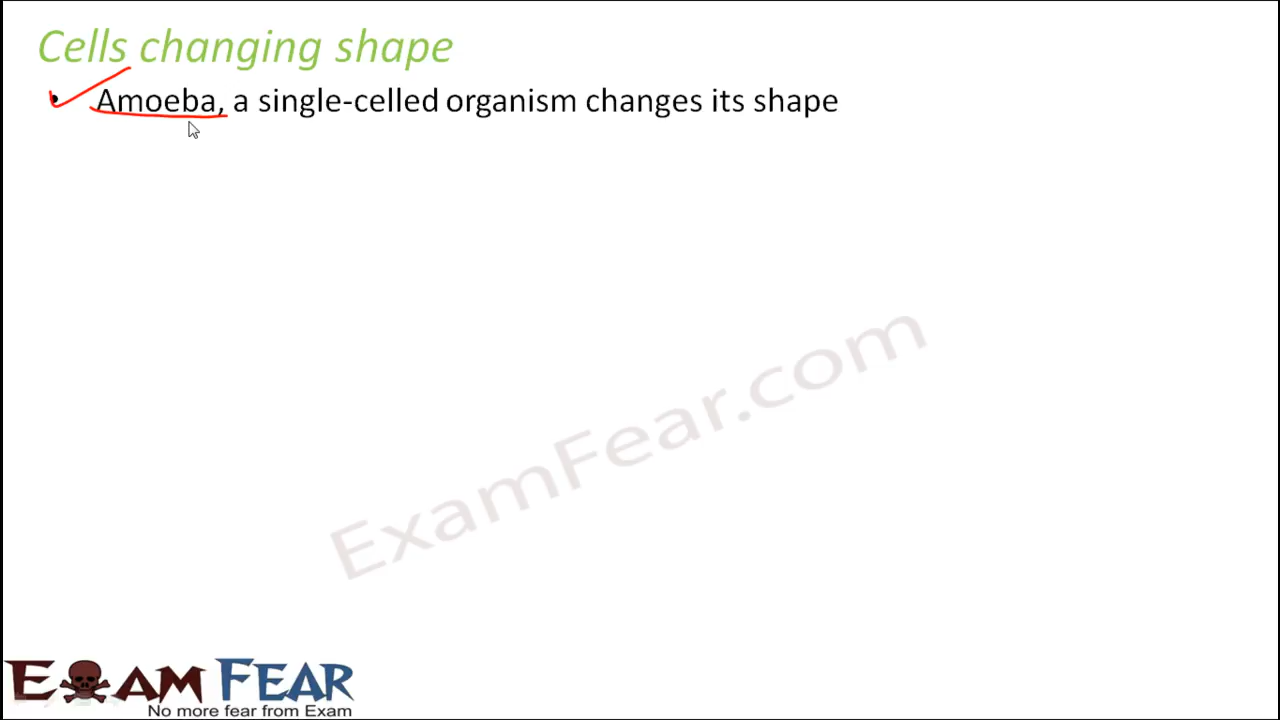 Cells changing shape
• Amoeba, a single-celled organism changes its shape
ExamFear.com
EXAM FEAR
No more fear from Exam